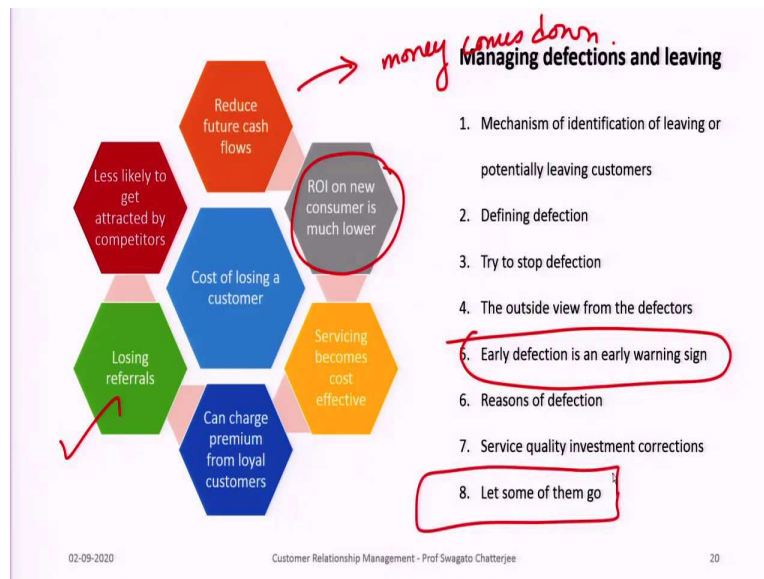 money comes down.
Managing defections and leaving
Reduce
future cash
flows
Less likely to
get
attracted by
competitors
ROI on new
consumer is
much lower
Cost of losing a
customer
Losing
referrals
Servicing
becomes
cost
effective
Can charge
premium
from loyal
customers
1. Mechanism of identification of leaving or
potentially leaving customers
2. Defining defection
3. Try to stop defection
4. The outside view from the defectors
5. Early defection is an early warning sign
6. Reasons of defection
7. Service quality investment corrections
8. Let some of them go
02-09-2020
Customer Relationship Management - Prof Swagato Chatterjee
20